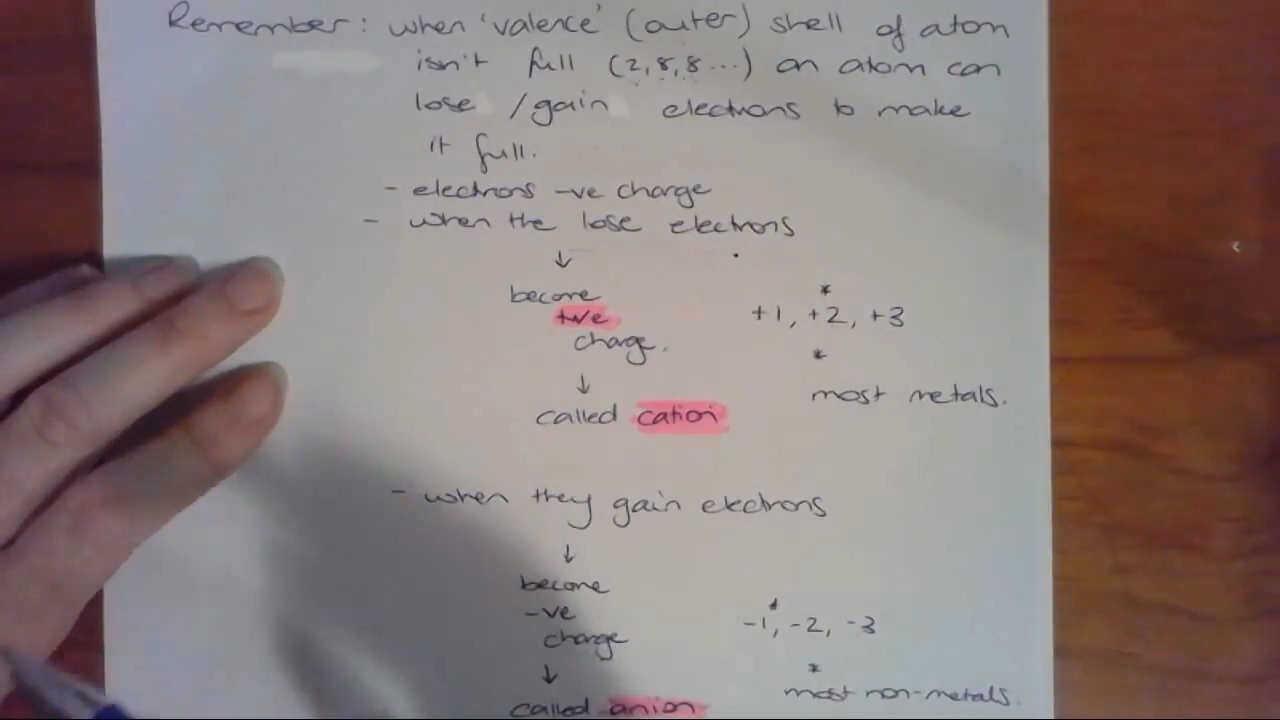 Remember: when 'valence' (outer) shell of atom
isn't full (2,8,8...) an atom can
lose /gain electrons to make
it full.
- electrons -ve charge
- when the lose electrons
↓
become
+ve
charge.
+1, +2, +3
*
*
most metals.
↓
called cation
- when they gain electrons
↓
become
-ve
charge
-1, -2, -3
*
most non-metals.
↓
called anion